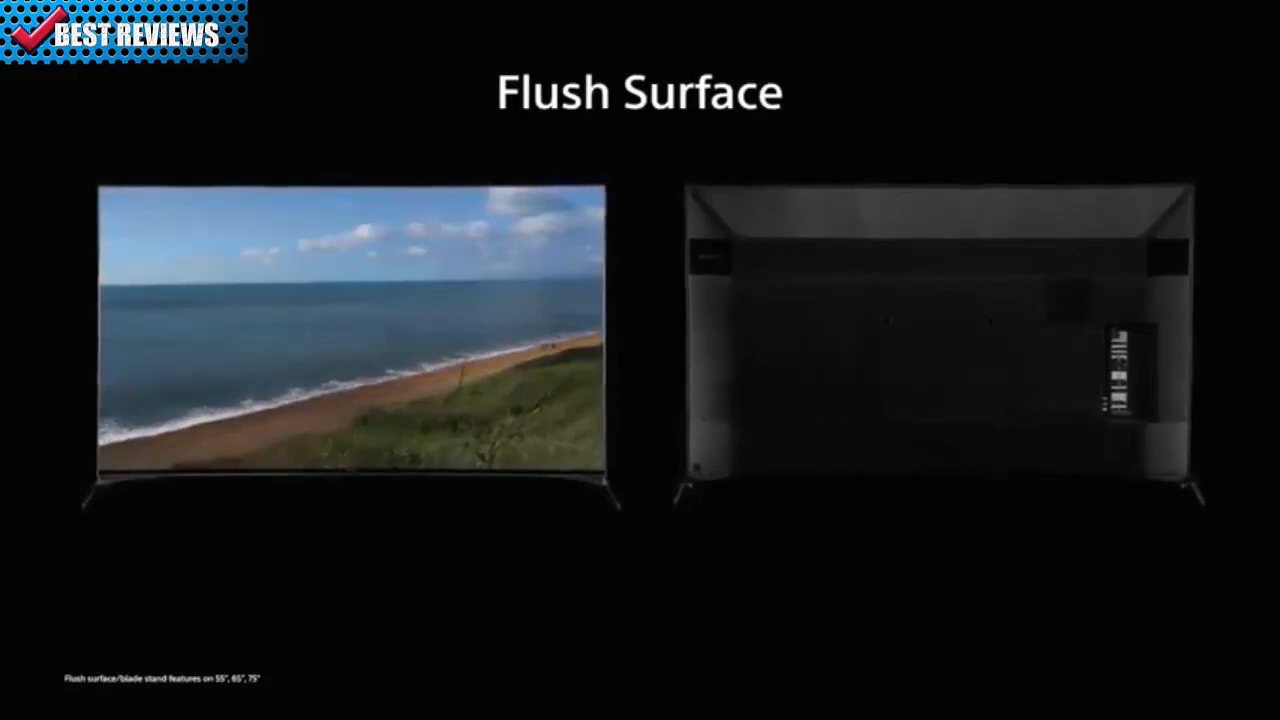 BEST REVIEWS
Flush Surface
Flush surface/blade stand features on 55", 65", 75"